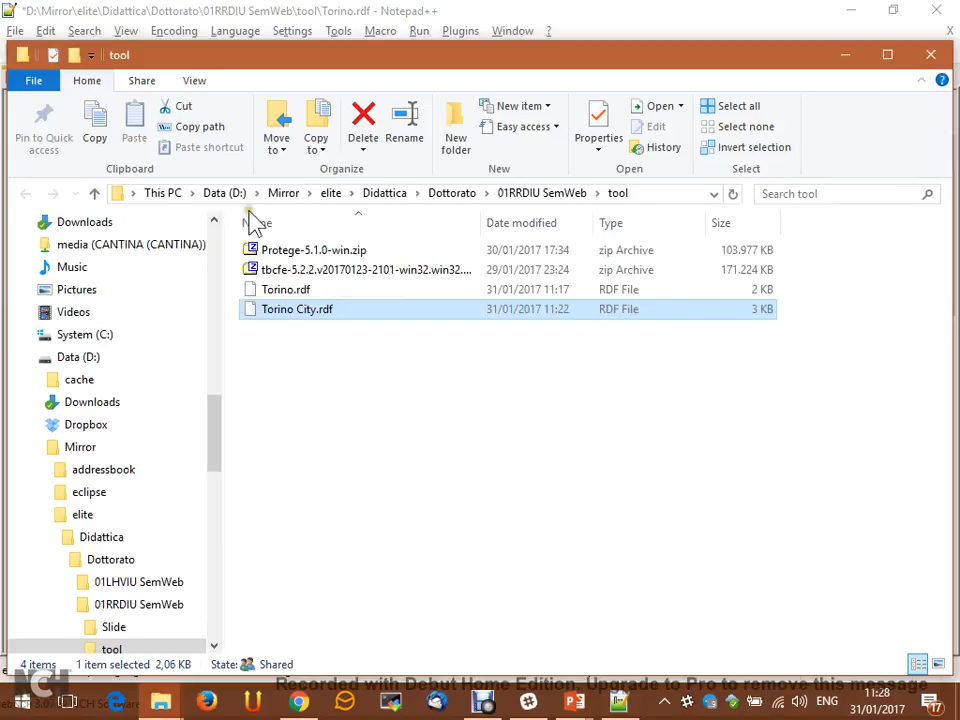 *D:\Mirror\elite\Didattica\Dottorato\01RRDIU SemWeb\tool\Torino.rdf - Notepad++
File Edit Search View Encoding Language Settings Tools Macro Run Plugins Window ? X
tool
File Home Share View
Pin to Quick access
Copy
Paste
Cut
Copy path
Paste shortcut
Clipboard
Move to
Copy to
Delete
Rename
Organize
New folder
New item
Easy access
New
Properties
Open
Edit
History
Open
Select all
Select none
Invert selection
Select
This PC > Data (D:) > Mirror > elite > Didattica > Dottorato > 01RRDIU SemWeb > tool
Search tool
Date modified Type Size
Protege-5.1.0-win.zip 30/01/2017 17:34 zip Archive 103.977 KB
tbcfe-5.2.2.v20170123-2101-win32.win32.... 29/01/2017 23:24 zip Archive 171.224 KB
Torino.rdf 31/01/2017 11:17 RDF File 2 KB
Torino City.rdf 31/01/2017 11:22 RDF File 3 KB
Downloads
media (CANTINA (CANTINA))
Music
Pictures
Videos
System (C:)
Data (D:)
cache
Downloads
Dropbox
Mirror
addressbook
eclipse
elite
Didattica
Dottorato
01LHVIU SemWeb
01RRDIU SemWeb
Slide
tool
4 items 1 item selected 2,06 KB State: Shared
Recorded with Debut Home Edition, Upgrade to Pro to remove this message
NCH
ENG
11:28
31/01/2017
17